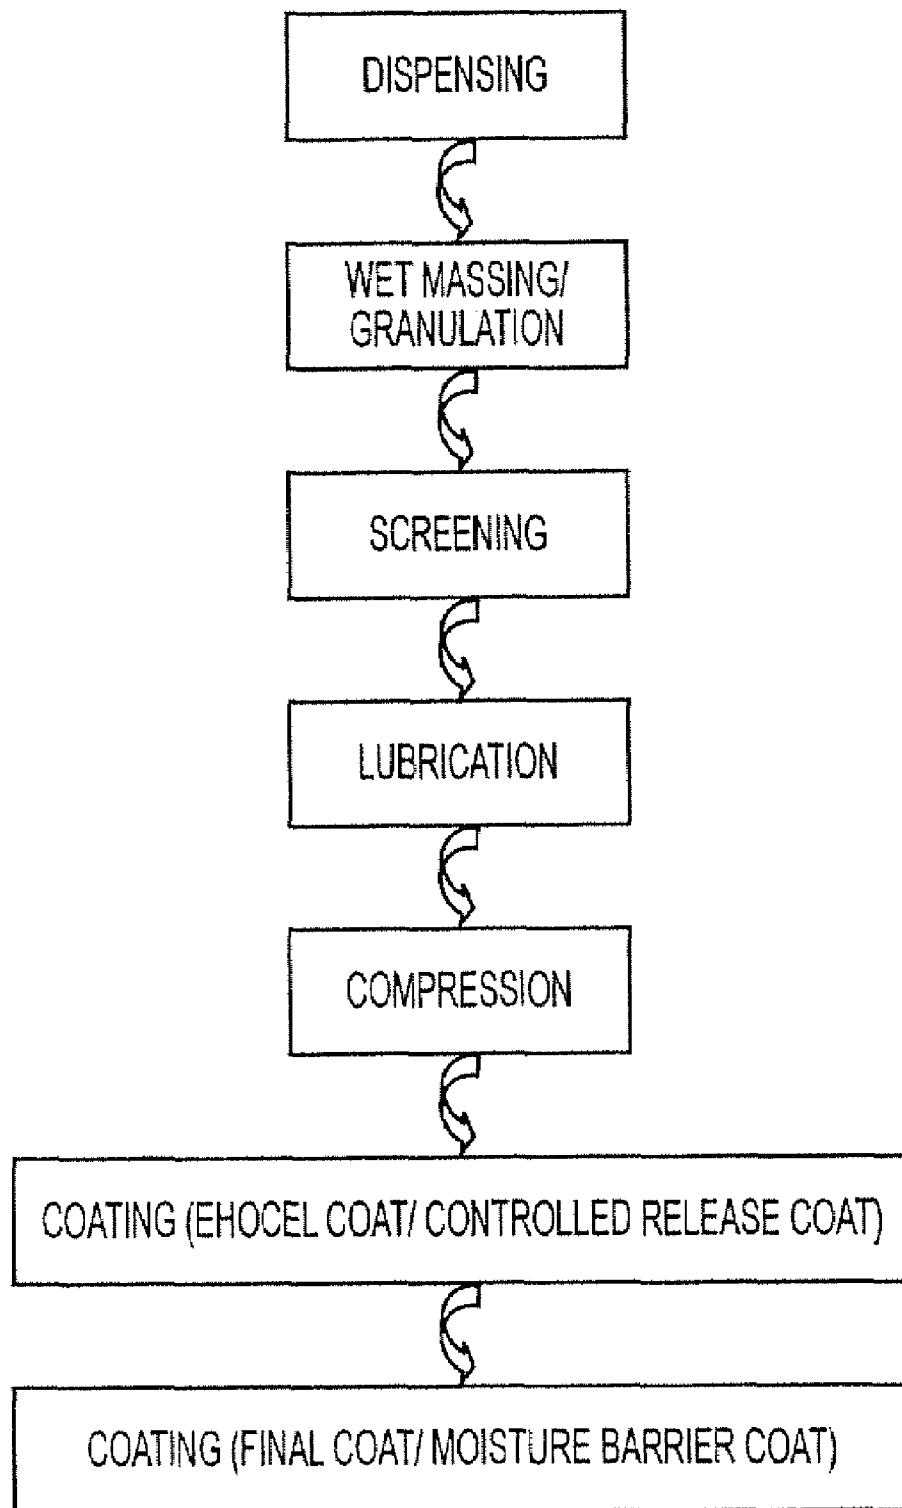 DISPENSING
WET MASSING/
GRANULATION
SCREENING
LUBRICATION
COMPRESSION
COATING (EHOCEL COAT/ CONTROLLED RELEASE COAT)
COATING (FINAL COAT/ MOISTURE BARRIER COAT)